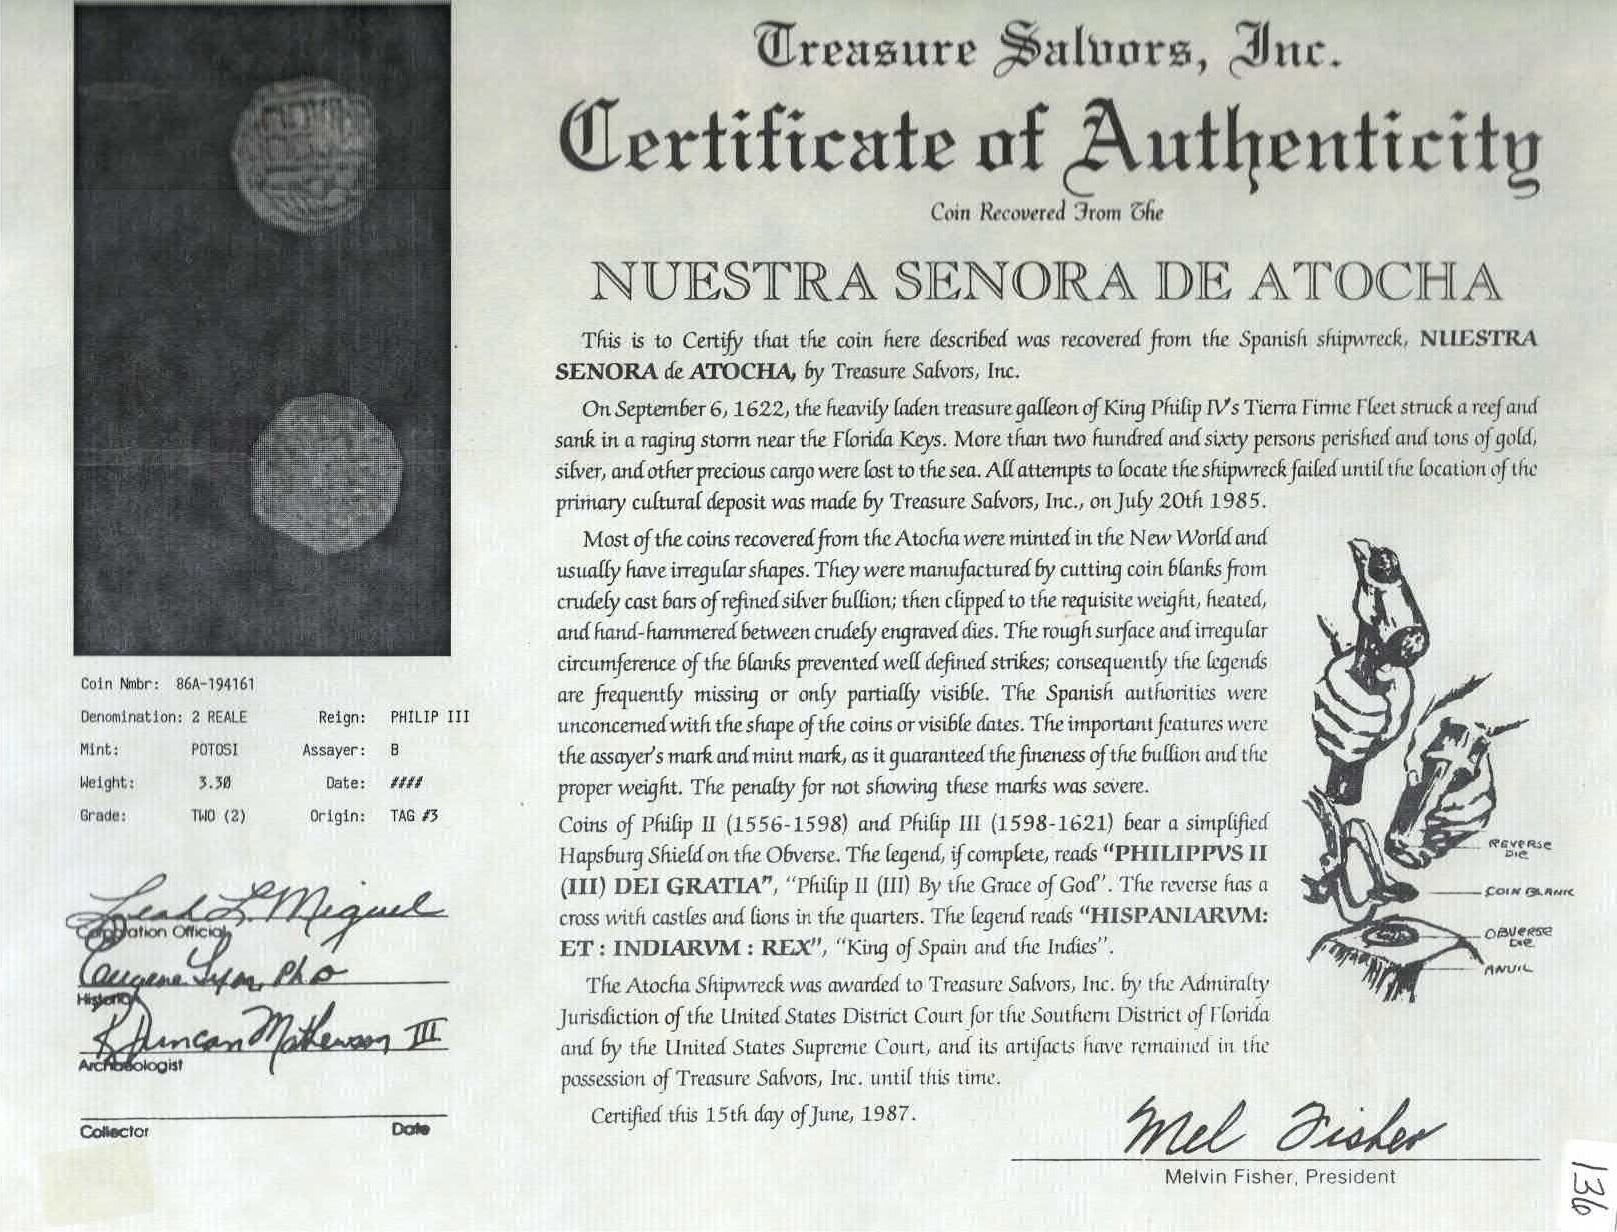 Treasure Salvors, Inc.
Certificate of Authenticity
Coin Recovered From The
NUESTRA SENORA DE ATOCHA
This is to Certify that the coin here described was recovered from the Spanish shipwreck, NUESTRA
SENORA de ATOCHA, by Treasure Salvors, Inc.
On September 6, 1622, the heavily laden treasure galleon of King Philip IV's Tierra Firme Fleet struck a reef and
sank in a raging storm near the Florida Keys. More than two hundred and sixty persons perished and tons of gold,
silver, and other precious cargo were lost to the sea. All attempts to locate the shipwreck failed until the location of the
primary cultural deposit was made by Treasure Salvors, Inc., on July 20th 1985.
Most of the coins recovered from the Atocha were minted in the New World and
usually have irregular shapes. They were manufactured by cutting coin blanks from
crudely cast bars of refined silver bullion; then clipped to the requisite weight, heated,
and hand-hammered between crudely engraved dies. The rough surface and irregular
circumference of the blanks prevented well defined strikes; consequently the legends
are frequently missing or only partially visible. The Spanish authorities were
unconcerned with the shape of the coins or visible dates. The important features were
the assayer's mark and mint mark, as it guaranteed the fineness of the bullion and the
proper weight. The penalty for not showing these marks was severe.
Coins of Philip II (1556-1598) and Philip III (1598-1621) bear a simplified
Hapsburg Shield on the Obverse. The legend, if complete, reads "PHILIPPVS II
(III) DEI GRATIA", "Philip II (III) By the Grace of God". The reverse has a
cross with castles and lions in the quarters. The legend reads "HISPANIARVM:
ET : INDIARVM : REX", "King of Spain and the Indies".
The Atocha Shipwreck was awarded to Treasure Salvors, Inc. by the Admiralty
Jurisdiction of the United States District Court for the Southern District of Florida
and by the United States Supreme Court, and its artifacts have remained in the
possession of Treasure Salvors, Inc. until this time.
Certified this 15th day of June, 1987.
Mel Fisher
Melvin Fisher, President
REVERSE
DIE
COIN BLANK
OBVERSE
DIE
ANVIL
Coin Nmbr: 86A-194161
Denomination: 2 REALE Reign: PHILIP III
Mint: POTOSI Assayer: B
Weight: 3.30 Date: ####
Grade: TWO (2) Origin: TAG #3
Leah L. Miguel
Corporation Official
Eugene Lyon, PhD
Historian
R Duncan Mathewson III
Archaeologist
Collector Date
136